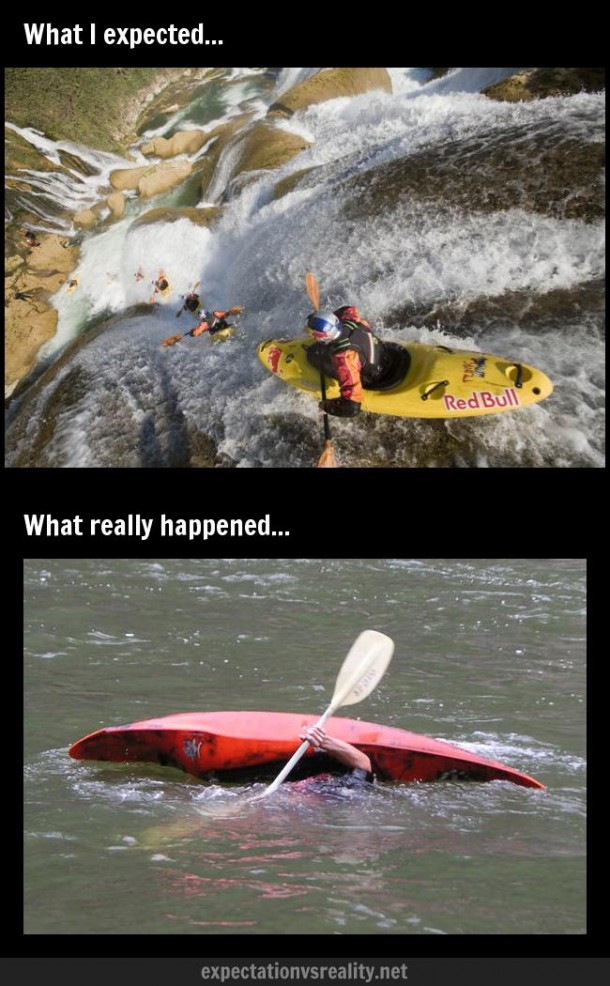 What I expected...
Red Bull
What really happened...
expectationvsreality.net